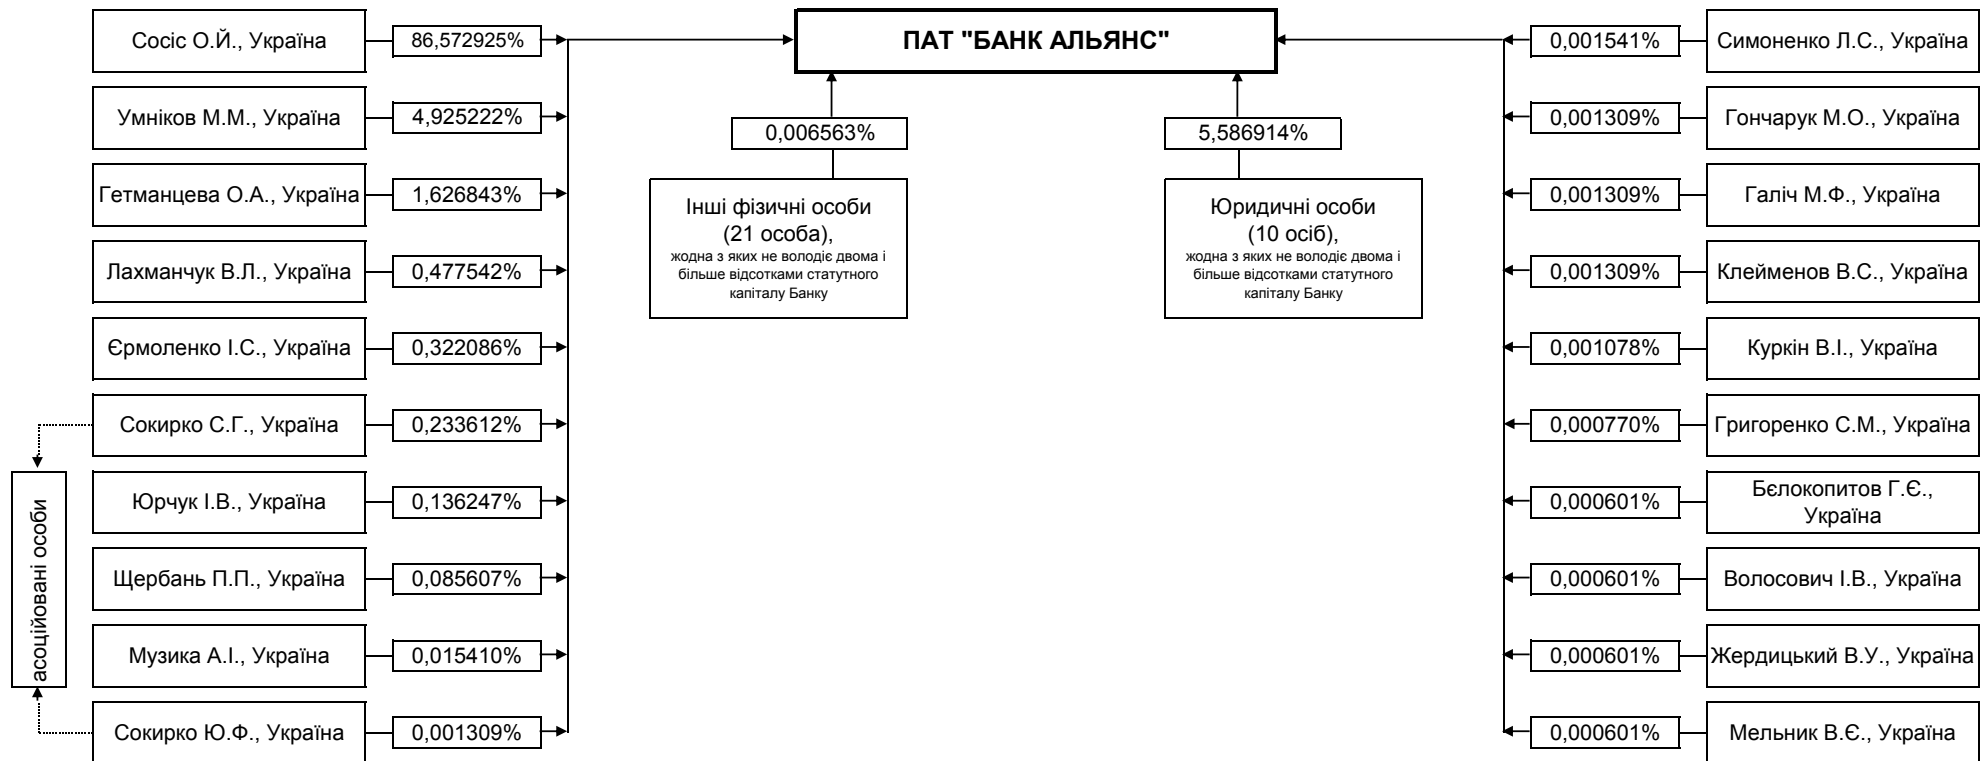 ПАТ "БАНК АЛЬЯНС"
Сосіс О.Й., Україна
86,572925%
Умніков М.М., Україна
4,925222%
Гетманцева О.А., Україна
1,626843%
Лахманчук В.Л., Україна
0,477542%
Єрмоленко І.С., Україна
0,322086%
Сокирко С.Г., Україна
0,233612%
Юрчук І.В., Україна
0,136247%
Щербань П.П., Україна
0,085607%
Музика А.І., Україна
0,015410%
Сокирко Ю.Ф., Україна
0,001309%
асоційовані особи
0,006563%
Інші фізичні особи
(21 особа),
жодна з яких не володіє двома і
більше відсотками статутного
капіталу Банку
5,586914%
Юридичні особи
(10 осіб),
жодна з яких не володіє двома і
більше відсотками статутного
капіталу Банку
0,001541%
Симоненко Л.С., Україна
0,001309%
Гончарук М.О., Україна
0,001309%
Галіч М.Ф., Україна
0,001309%
Клейменов В.С., Україна
0,001078%
Куркін В.І., Україна
0,000770%
Григоренко С.М., Україна
0,000601%
Бєлокопитов Г.Є.,
Україна
0,000601%
Волосович І.В., Україна
0,000601%
Жердицький В.У., Україна
0,000601%
Мельник В.Є., Україна